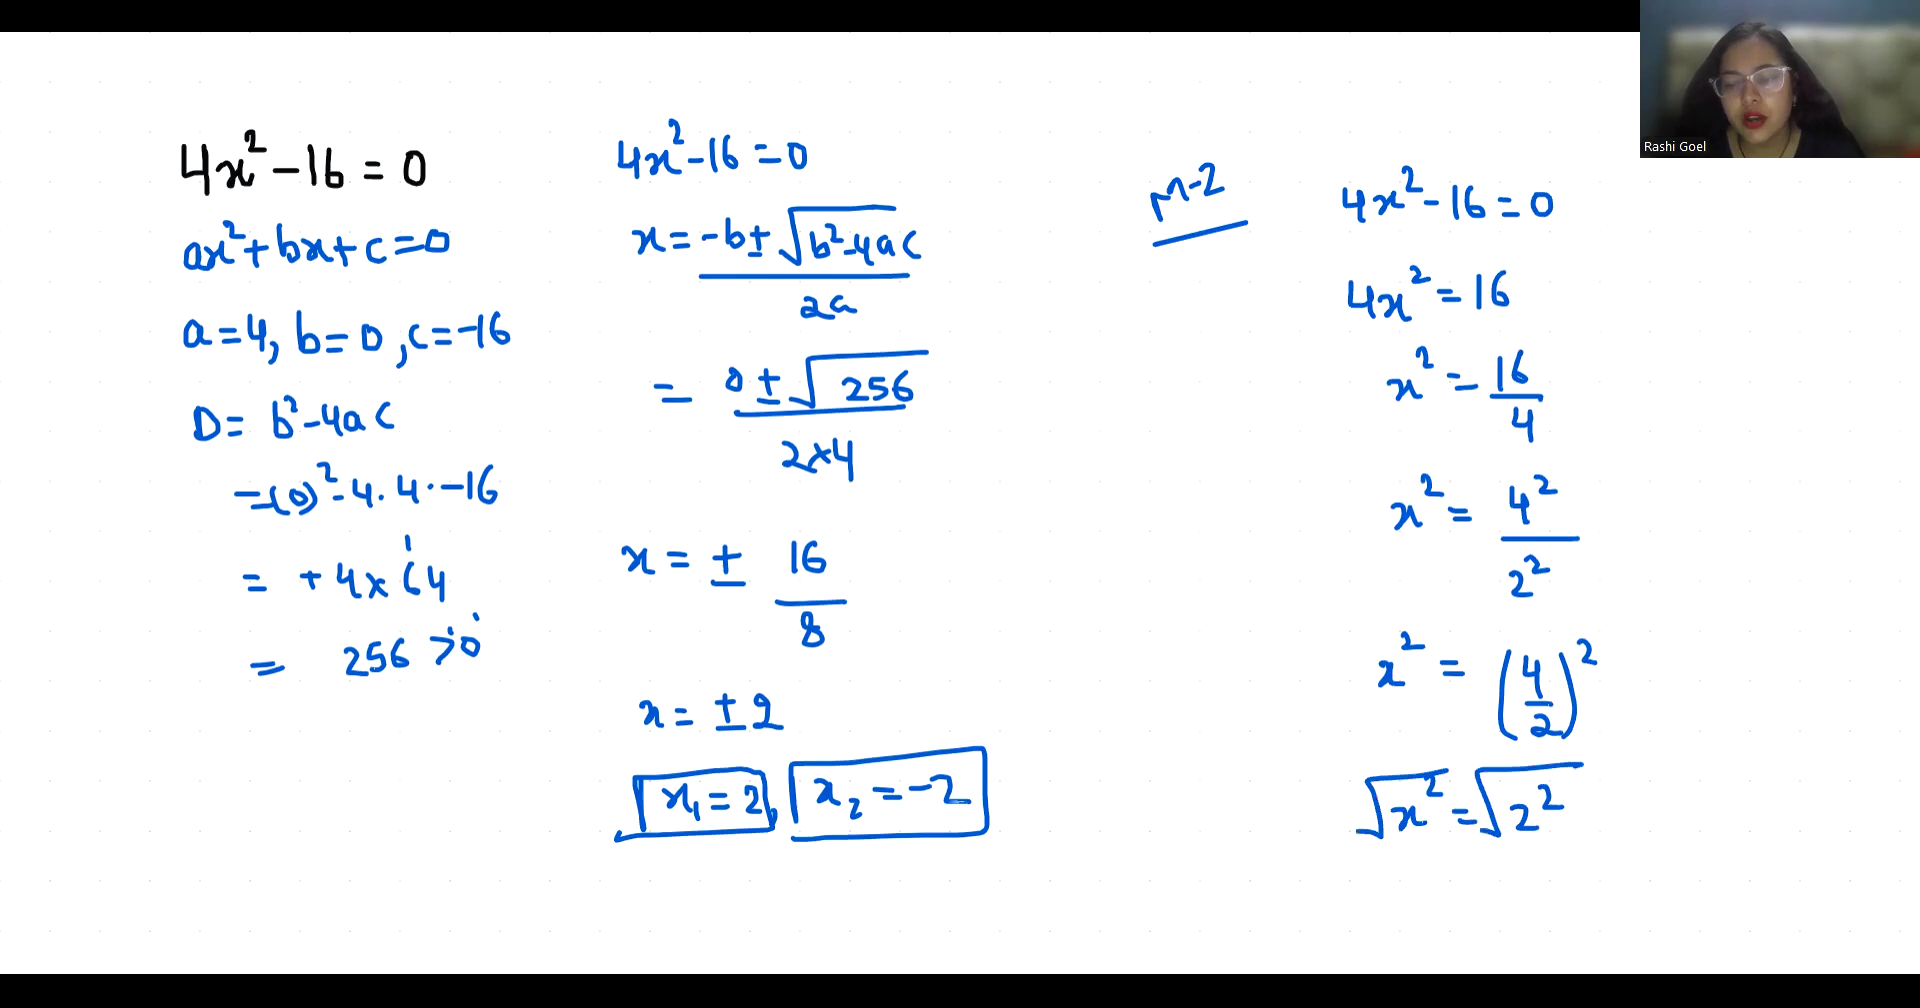 4x² - 16 = 0
ax² + bx + c = 0
a = 4, b = 0, c = -16
D = b² - 4ac
= (0)² - 4 . 4 . -16
= + 4 x 64
= 256 > 0
4x² - 16 = 0
x = -b ± √b² - 4ac
2a
= 0 ± √256
2x4
x = ± 16
8
x = ± 2
x₁ = 2, x₂ = -2
M-2
4x² - 16 = 0
4x² = 16
x² = 16
4
x² = 4²
2²
x² = (4/2)²
√x² = √2²
Rashi Goel